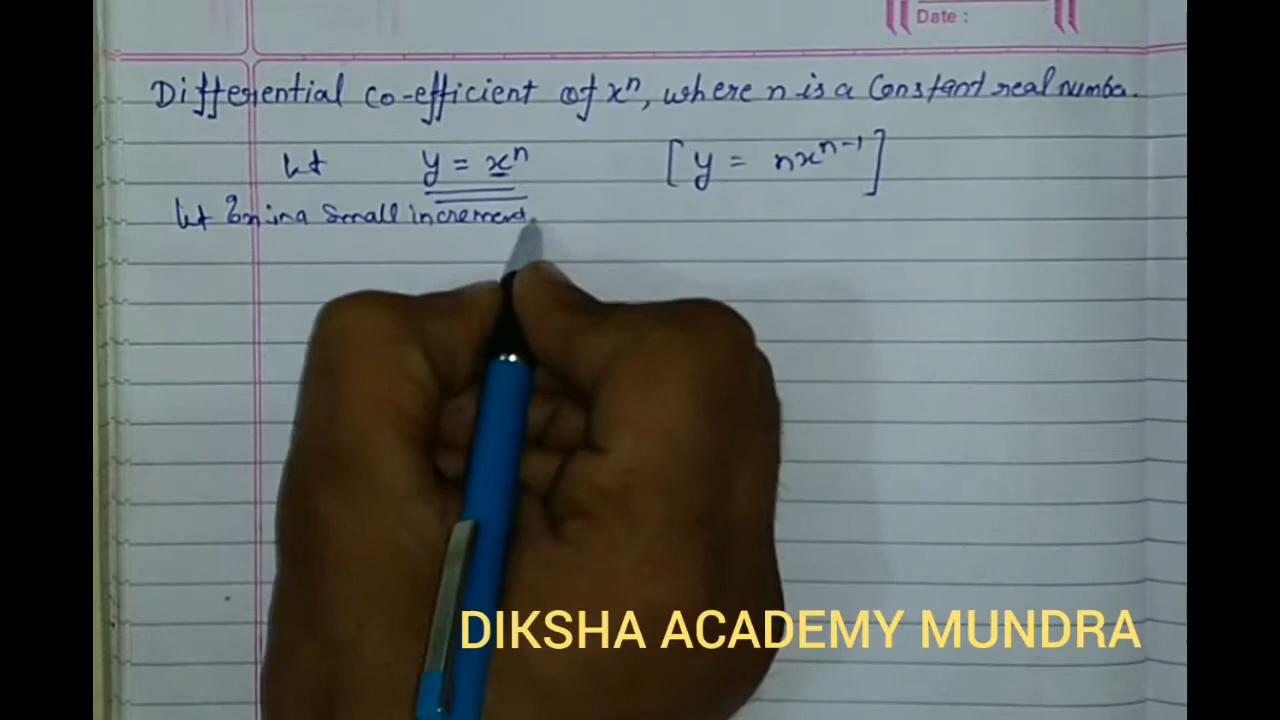 Date :
Differential co-efficient of xⁿ, where n is a Constant real number.
Let y = xⁿ [y = nxⁿ⁻¹]
Let in a Small increment
DIKSHA ACADEMY MUNDRA